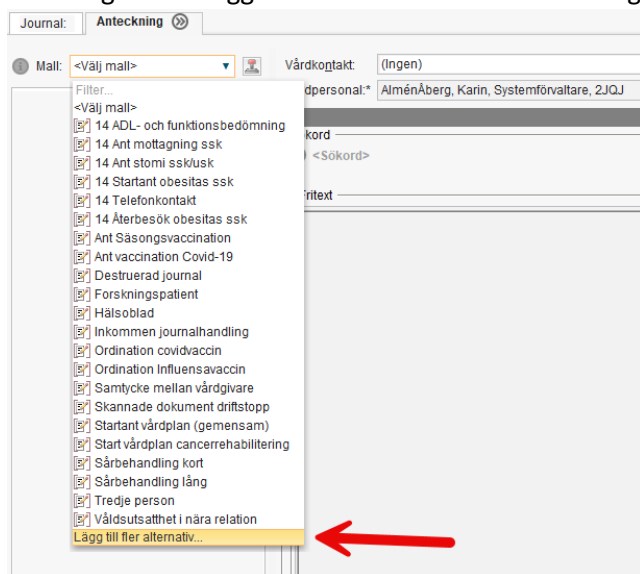 Journal: Anteckning
Mall: <Välj mall> Vårdkontakt: (Ingen)
Filter... dpersonal:* AlménÅberg, Karin, Systemförvaltare, 2JQJ
<Välj mall>
14 ADL- och funktionsbedömning kord
14 Ant mottagning ssk <Sökord>
14 Ant stomi ssk/usk
14 Startant obesitas ssk
14 Telefonkontakt ritext
14 Återbesök obesitas ssk
Ant Säsongsvaccination
Ant vaccination Covid-19
Destruerad journal
Forskningspatient
Hälsoblad
Inkommen journalhandling
Ordination covidvaccin
Ordination Influensavaccin
Samtycke mellan vårdgivare
Skannade dokument driftstopp
Startant vårdplan (gemensam)
Start vårdplan cancerrehabilitering
Sårbehandling kort
Sårbehandling lång
Tredje person
Våldsutsatthet i nära relation
Lägg till fler alternativ...